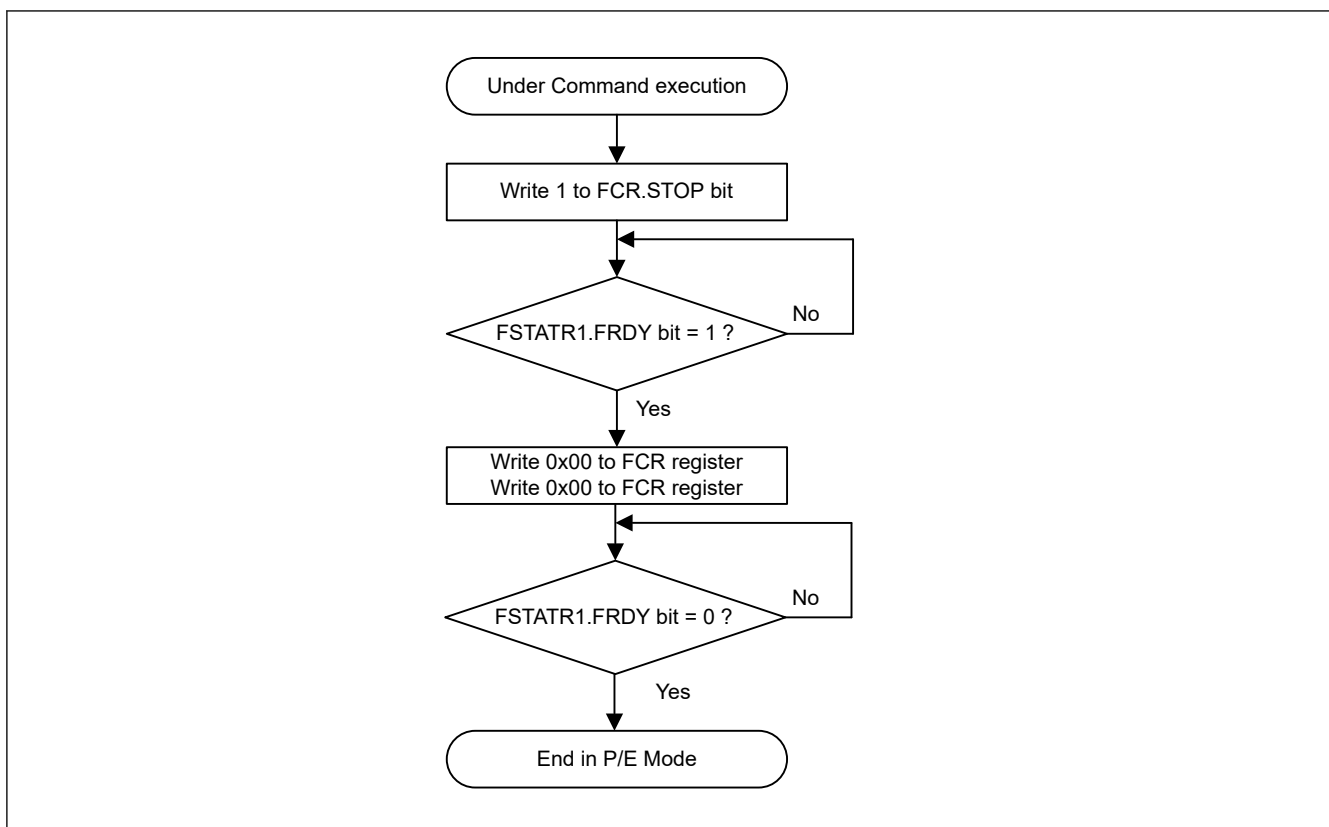 Under Command execution
Write 1 to FCR.STOP bit
No
FSTATR1.FRDY bit = 1 ?
Yes
Write 0x00 to FCR register
Write 0x00 to FCR register
No
FSTATR1.FRDY bit = 0 ?
Yes
End in P/E Mode